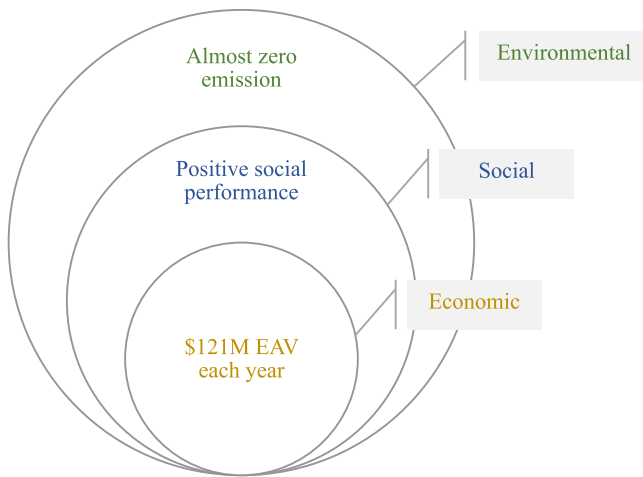 Almost zero
emission
Environmental
Positive social
performance
Social
Economic
$121M EAV
each year